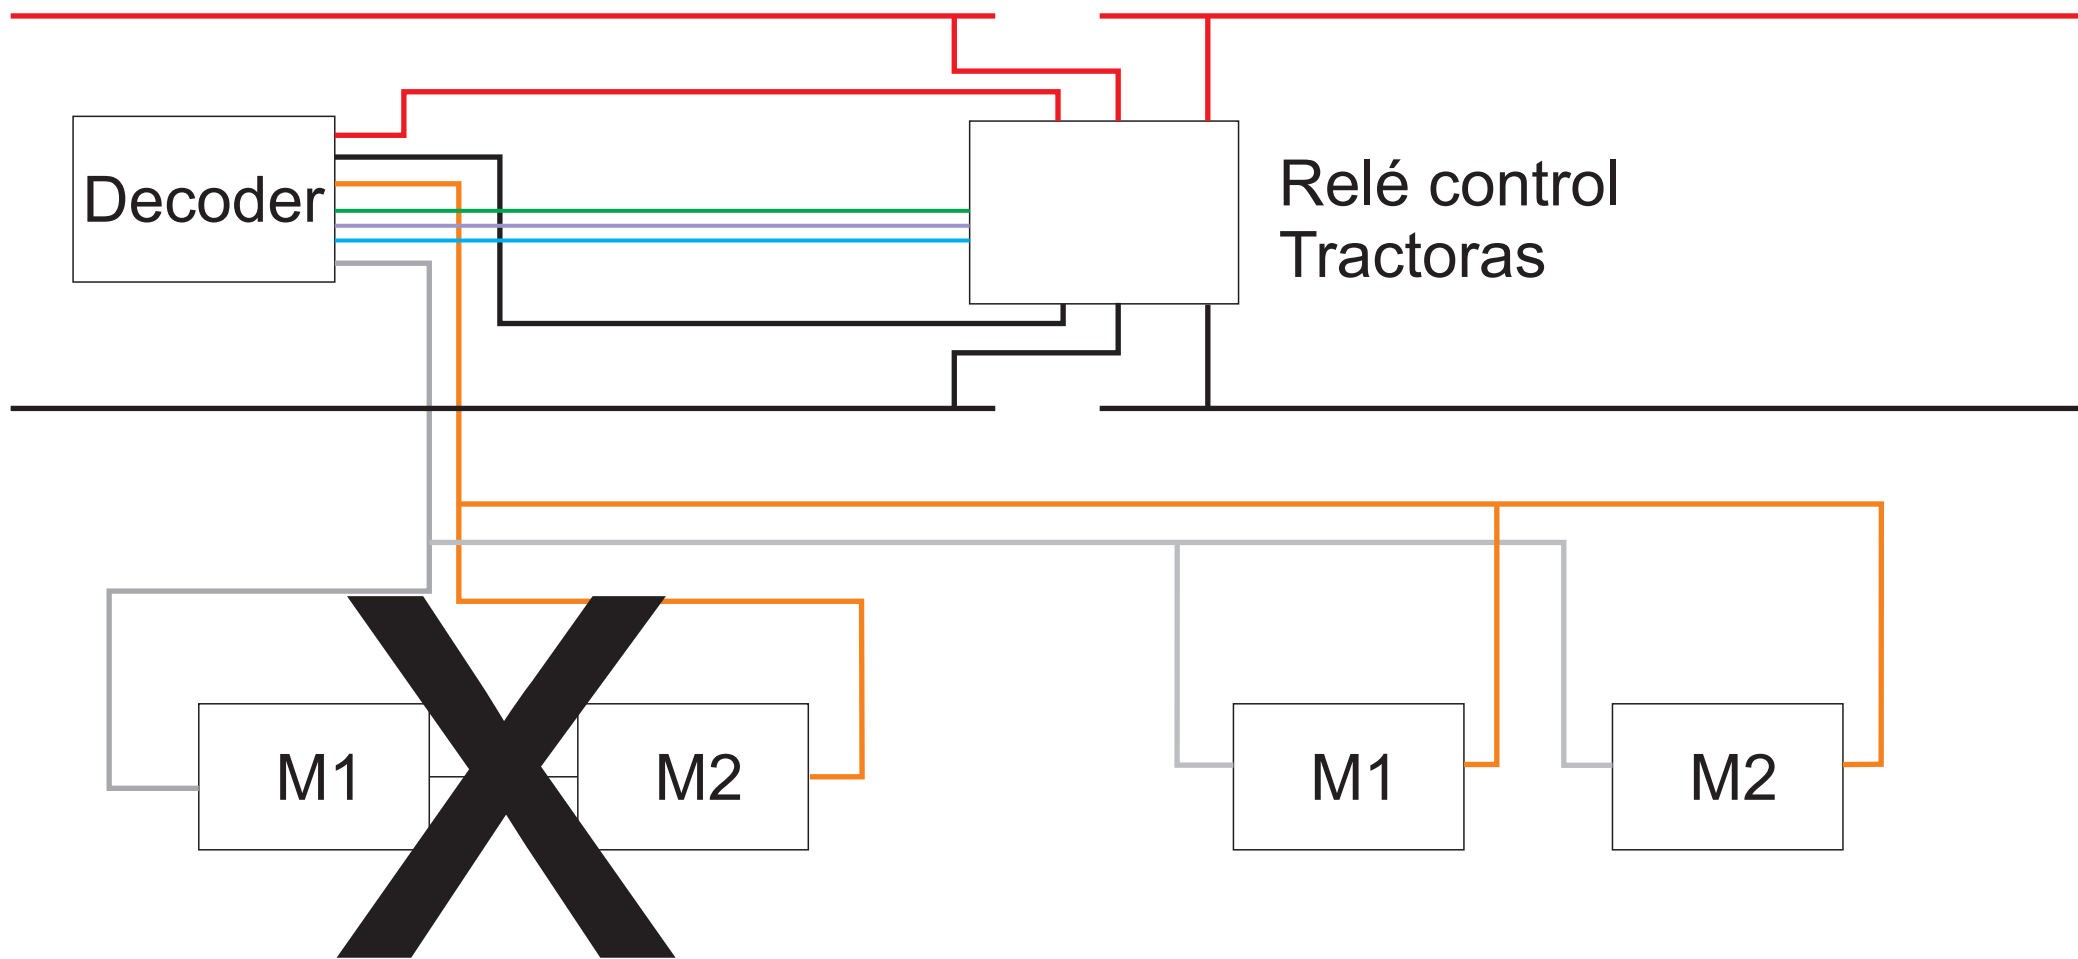 Decoder
Relé control
Tractoras
M1
M2
M1
M2